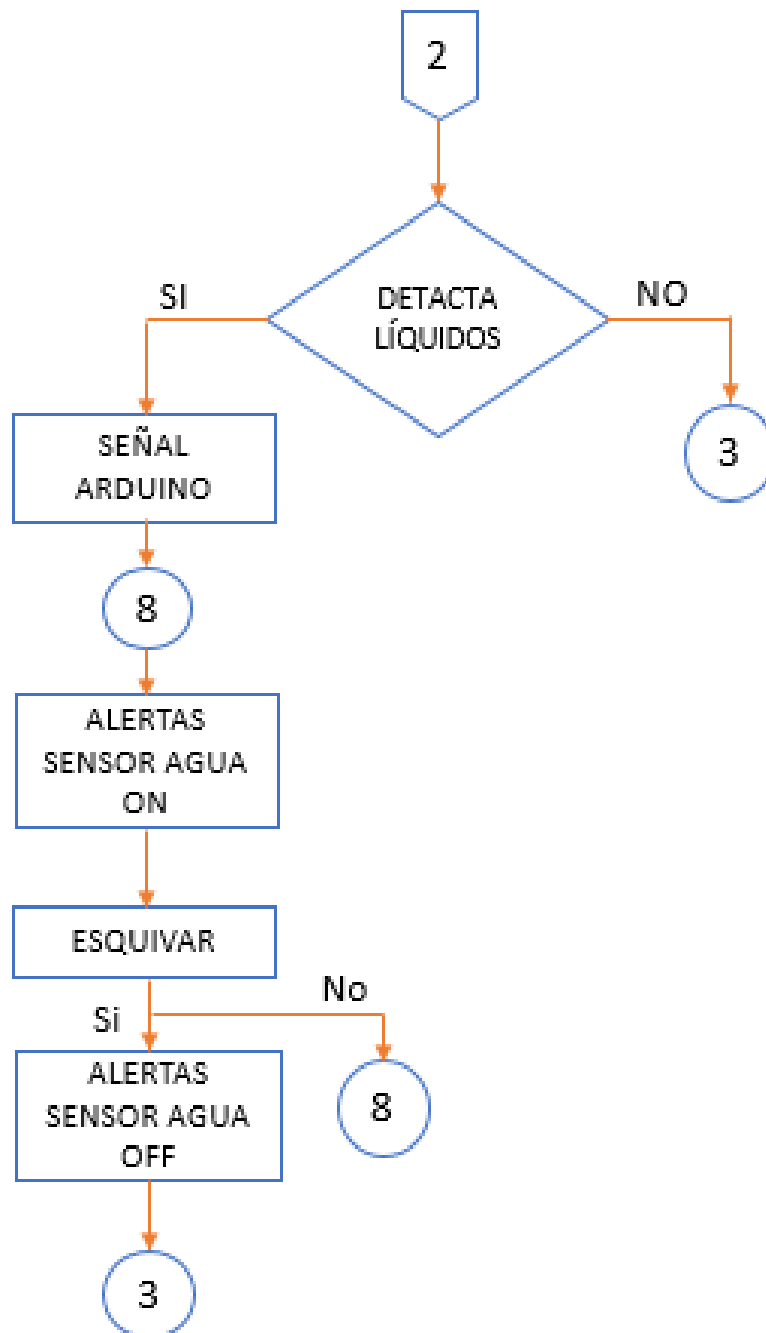 2
SI
DETACTA
LÍQUIDOS
NO
SEÑAL
ARDUINO
3
8
ALERTAS
SENSOR AGUA
ON
ESQUIVAR
Si
No
ALERTAS
SENSOR AGUA
OFF
8
3